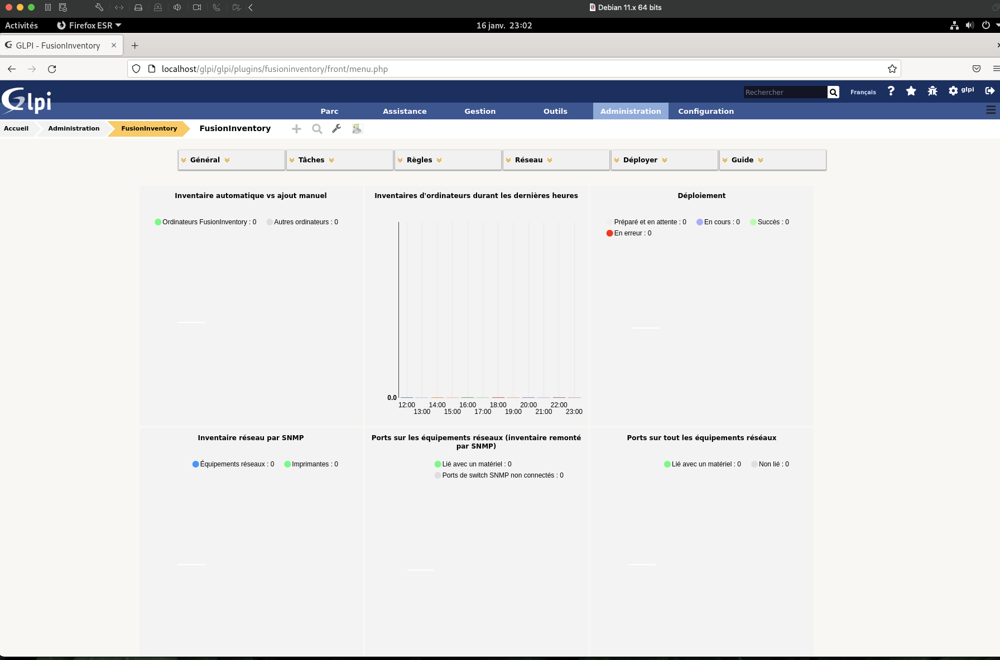 Debian 11.x 64 bits
Activités Firefox ESR 16 janv. 23:02
GLPI - FusionInventory
localhost/glpi/glpi/plugins/fusioninventory/front/menu.php
Glpi Rechercher Français ? glpi
Parc Assistance Gestion Outils Administration Configuration
Accueil Administration FusionInventory FusionInventory
Général Tâches Règles Réseau Déployer Guide
Inventaire automatique vs ajout manuel
Ordinateurs FusionInventory : 0 Autres ordinateurs : 0
Inventaires d'ordinateurs durant les dernières heures
0.0
12:00 14:00 16:00 18:00 20:00 22:00
13:00 15:00 17:00 19:00 21:00 23:00
Déploiement
Préparé et en attente : 0 En cours : 0 Succès : 0
En erreur : 0
Inventaire réseau par SNMP
Équipements réseaux : 0 Imprimantes : 0
Ports sur les équipements réseaux (inventaire remonté
par SNMP)
Lié avec un matériel : 0
Ports de switch SNMP non connectés : 0
Ports sur tout les équipements réséaux
Lié avec un matériel : 0 Non lié : 0